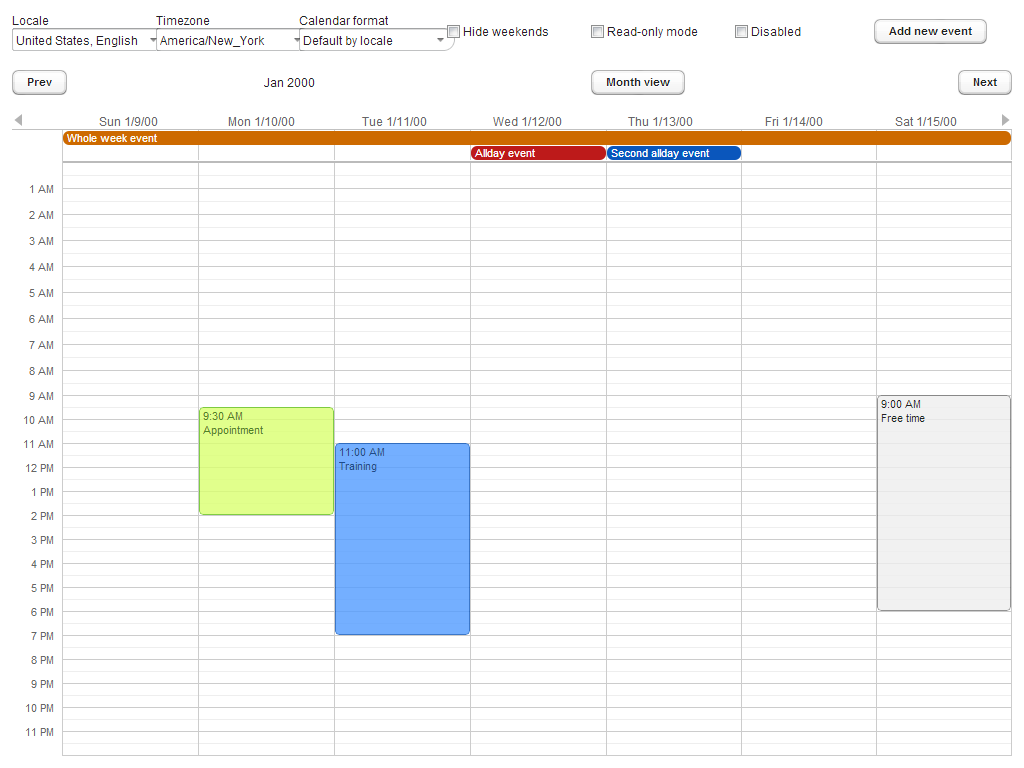 Locale Timezone Calendar format
United States, English America/New_York Default by locale Hide weekends Read-only mode Disabled Add new event
Prev Jan 2000 Month view Next
Sun 1/9/00 Mon 1/10/00 Tue 1/11/00 Wed 1/12/00 Thu 1/13/00 Fri 1/14/00 Sat 1/15/00
Whole week event
Allday event Second allday event
1 AM
2 AM
3 AM
4 AM
5 AM
6 AM
7 AM
8 AM
9 AM
9:00 AM
9:30 AM
Free time
10 AM
Appointment
11 AM
11:00 AM
Training
12 PM
1 PM
2 PM
3 PM
4 PM
5 PM
6 PM
7 PM
8 PM
9 PM
10 PM
11 PM